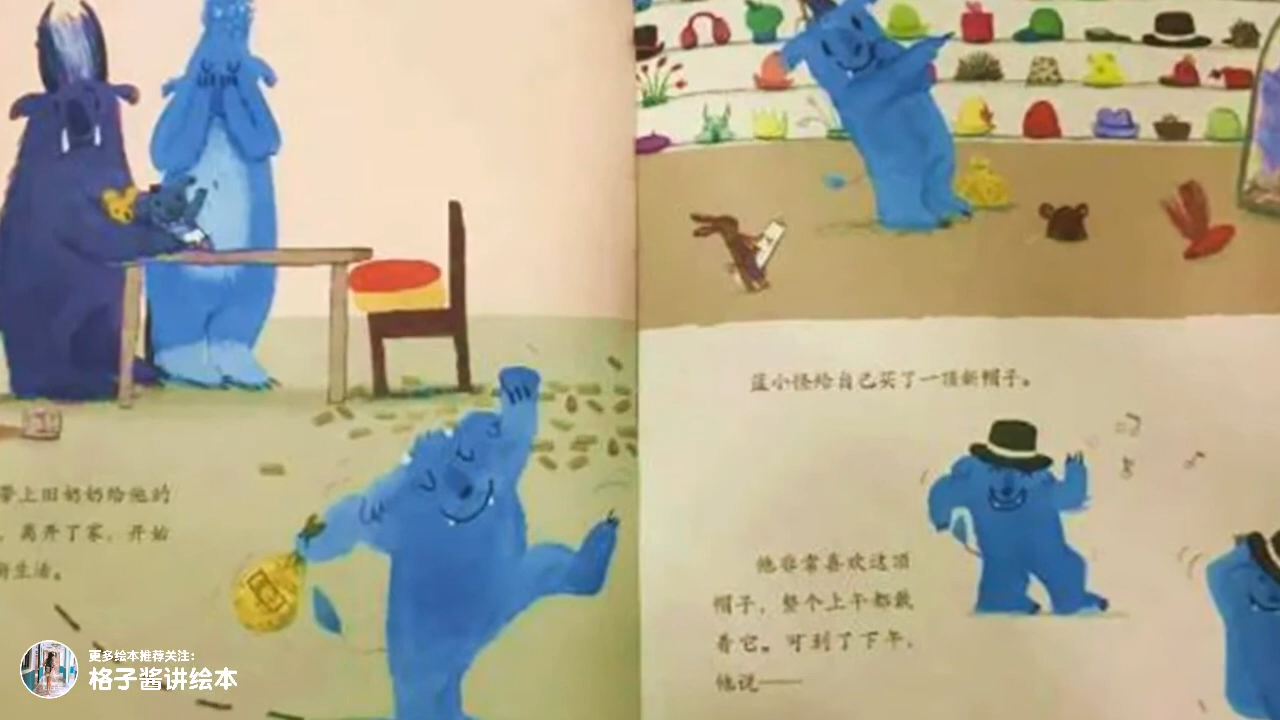 带上旧奶奶给他的
，离开了家，开始
新生活。
蓝小怪给自己买了一顶新帽子。
他非常喜欢这顶
帽子，整个上午都戴
着它。可到了下午，
他说——
更多绘本推荐关注：
格子酱讲绘本